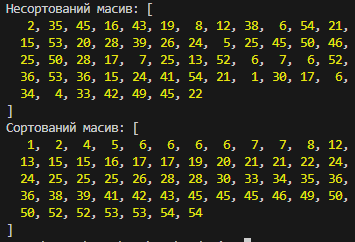 Несортований масив: [
2, 35, 45, 16, 43, 19, 8, 12, 38, 6, 54, 21,
15, 53, 20, 28, 39, 26, 24, 5, 25, 45, 50, 46,
25, 50, 28, 17, 7, 25, 13, 52, 6, 7, 6, 52,
36, 53, 36, 15, 24, 41, 54, 21, 1, 30, 17, 6,
34, 4, 33, 42, 49, 45, 22
]
Сортований масив: [
1, 2, 4, 5, 6, 6, 6, 6, 7, 7, 8, 12,
13, 15, 15, 16, 17, 17, 19, 20, 21, 21, 22, 24,
24, 25, 25, 25, 26, 28, 28, 30, 33, 34, 35, 36,
36, 38, 39, 41, 42, 43, 45, 45, 45, 46, 49, 50,
50, 52, 52, 53, 53, 54, 54
]